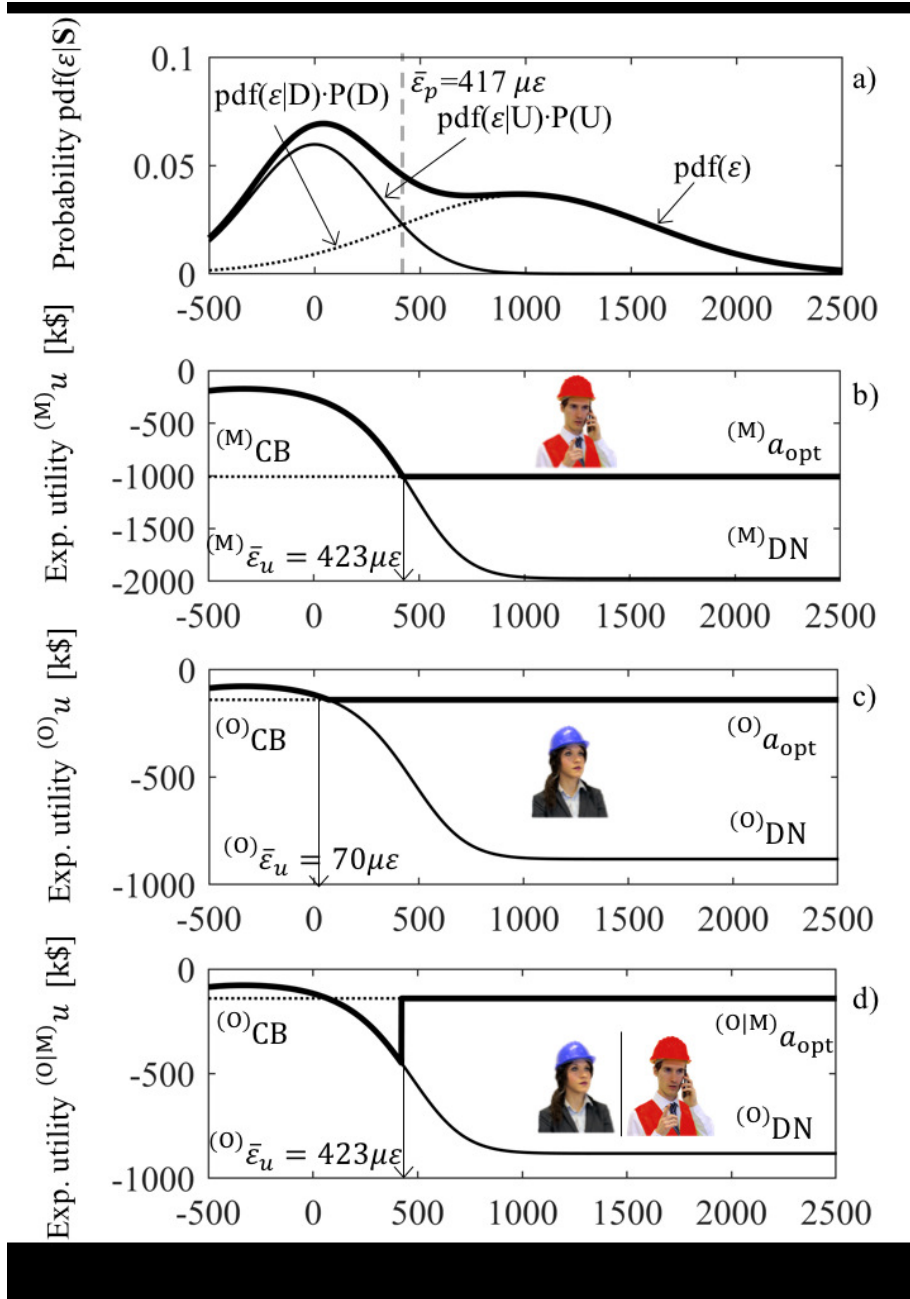 Probability pdf(ε|S)
0.1
0.05
0
a)
pdf(ε|D)·P(D)
ε̄ₚ=417 με
pdf(ε|U)·P(U)
pdf(ε)
-500 0 500 1000 1500 2000 2500
Exp. utility ⁽ᴹ⁾u [k$]
0
-500
-1000
-1500
-2000
b)
⁽ᴹ⁾CB
⁽ᴹ⁾aₒₚₜ
⁽ᴹ⁾DN
⁽ᴹ⁾ε̄ᵤ = 423με
-500 0 500 1000 1500 2000 2500
Exp. utility ⁽ᴼ⁾u [k$]
0
-500
-1000
c)
⁽ᴼ⁾CB
⁽ᴼ⁾aₒₚₜ
⁽ᴼ⁾DN
⁽ᴼ⁾ε̄ᵤ = 70με
-500 0 500 1000 1500 2000 2500
Exp. utility ⁽ᴼ|ᴹ⁾u [k$]
0
-500
-1000
d)
⁽ᴼ⁾CB
⁽ᴼ|ᴹ⁾aₒₚₜ
⁽ᴼ⁾DN
⁽ᴼ⁾ε̄ᵤ = 423με
-500 0 500 1000 1500 2000 2500